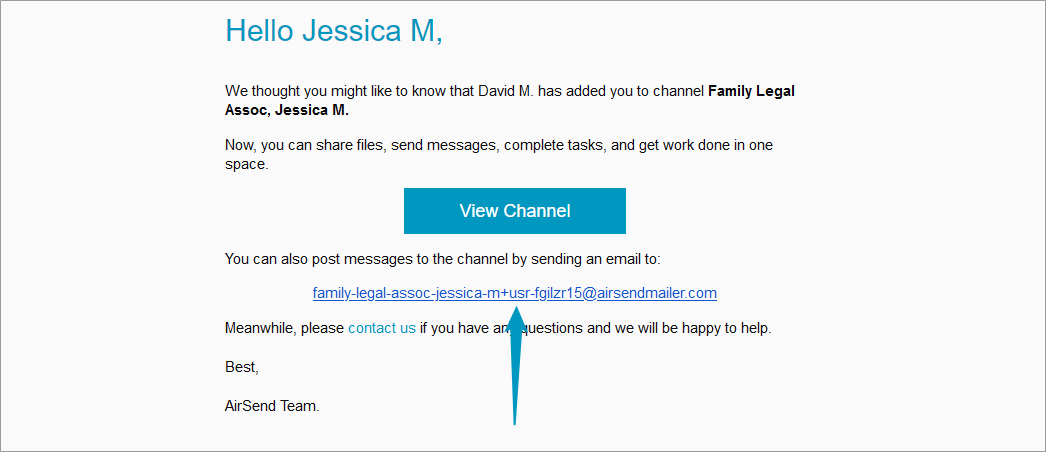 Hello Jessica M,
We thought you might like to know that David M. has added you to channel Family Legal
Assoc, Jessica M.
Now, you can share files, send messages, complete tasks, and get work done in one
space.
View Channel
You can also post messages to the channel by sending an email to:
family-legal-assoc-jessica-m+usr-fgilzr15@airsendmailer.com
Meanwhile, please contact us if you have any questions and we will be happy to help.
Best,
AirSend Team.